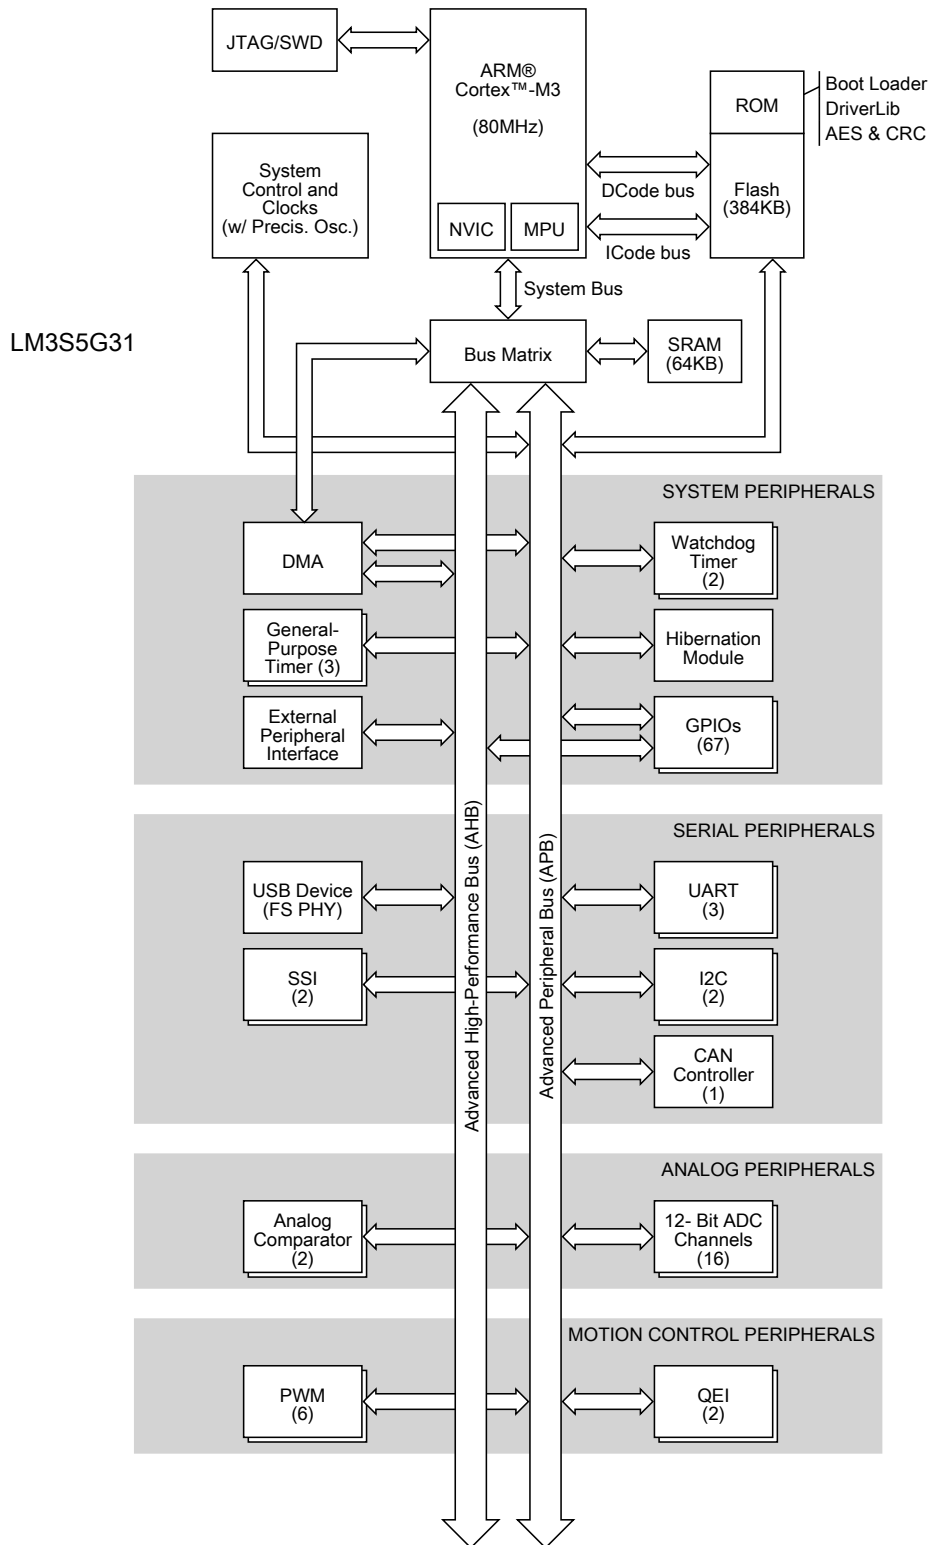 JTAG/SWD
ARM®
Cortex™-M3
(80MHz)
NVIC
MPU
ROM
Boot Loader
DriverLib
AES & CRC
Flash
(384KB)
DCode bus
ICode bus
System
Control and
Clocks
(w/ Precis. Osc.)
System Bus
LM3S5G31
Bus Matrix
SRAM
(64KB)
SYSTEM PERIPHERALS
DMA
Watchdog
Timer
(2)
General-
Purpose
Timer (3)
Hibernation
Module
External
Peripheral
Interface
GPIOs
(67)
Advanced High-Performance Bus (AHB)
Advanced Peripheral Bus (APB)
SERIAL PERIPHERALS
USB Device
(FS PHY)
UART
(3)
SSI
(2)
I2C
(2)
CAN
Controller
(1)
ANALOG PERIPHERALS
Analog
Comparator
(2)
12- Bit ADC
Channels
(16)
MOTION CONTROL PERIPHERALS
PWM
(6)
QEI
(2)